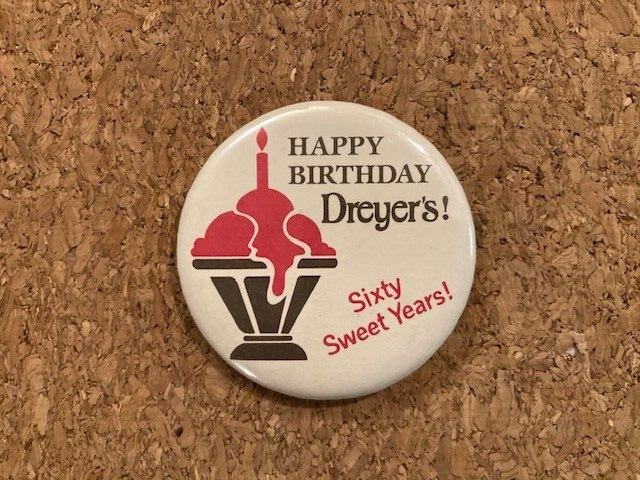 HAPPY
BIRTHDAY
Dreyer's!
Sixty
Sweet Years!